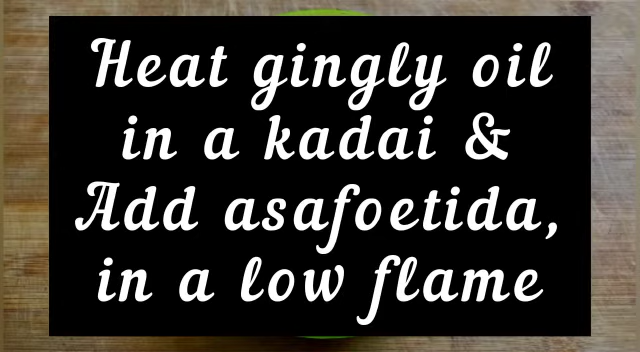 Heat gingly oil
in a kadai &
Add asafoetida,
in a low flame